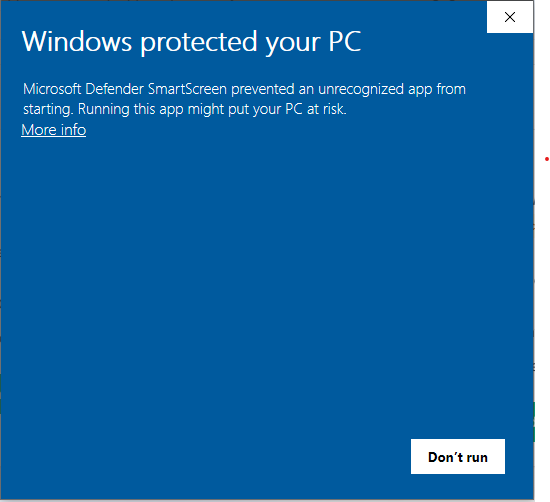 Windows protected your PC
Microsoft Defender SmartScreen prevented an unrecognized app from
starting. Running this app might put your PC at risk.
More info
Don't run